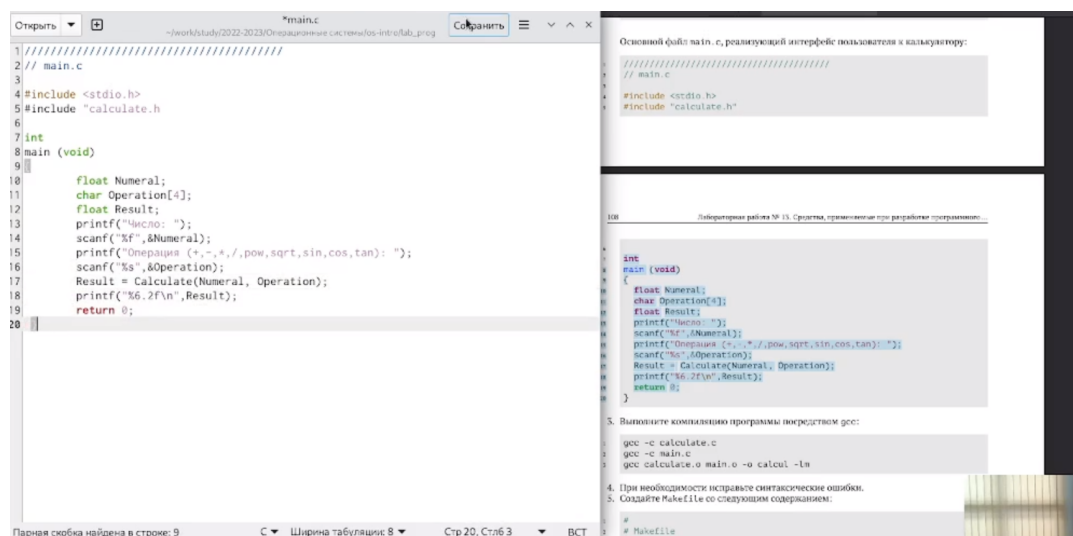 Открыть
*main.c
~/work/study/2022-2023/Операционные системы/os-intro/lab_prog
Сохранить
1 ////////////////////////////////////////
2 // main.c
3
4 #include <stdio.h>
5 #include "calculate.h
6
7 int
8 main (void)
9 {
10 float Numeral;
11 char Operation[4];
12 float Result;
13 printf("Число: ");
14 scanf("%f",&Numeral);
15 printf("Операция (+,-,*,/,pow,sqrt,sin,cos,tan): ");
16 scanf("%s",&Operation);
17 Result = Calculate(Numeral, Operation);
18 printf("%6.2f\n",Result);
19 return 0;
20 }
Парная скобка найдена в строке: 9
C
Ширина табуляции: 8
Стр 20, Стлб 3
ВСТ
Основной файл main.c, реализующий интерфейс пользователя к калькулятору:
////////////////////////////////////////
// main.c
#include <stdio.h>
#include "calculate.h"
108
Лабораторная работа № 13. Средства, применяемые при разработке программного…
int
main (void)
{
float Numeral;
char Operation[4];
float Result;
printf("Число: ");
scanf("%f",&Numeral);
printf("Операция (+,-,*,/,pow,sqrt,sin,cos,tan): ");
scanf("%s",&Operation);
Result = Calculate(Numeral, Operation);
printf("%6.2f\n",Result);
return 0;
}
3. Выполните компиляцию программы посредством gcc:
gcc -c calculate.c
gcc -c main.c
gcc calculate.o main.o -o calcul -lm
4. При необходимости исправьте синтаксические ошибки.
5. Создайте Makefile со следующим содержанием:
#
# Makefile